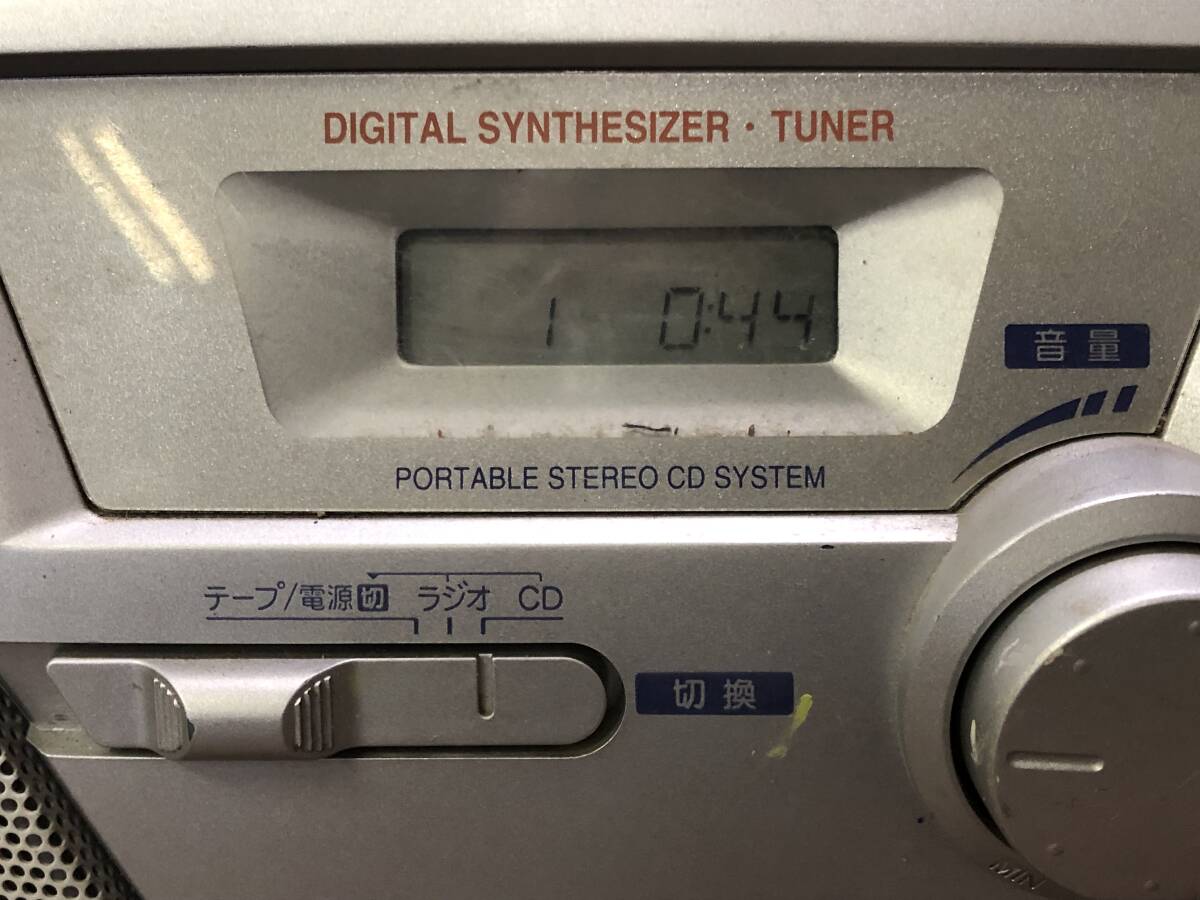 DIGITAL SYNTHESIZER・TUNER
1 0:44
音量
PORTABLE STEREO CD SYSTEM
テープ/電源切 ラジオ CD
切換
MIN